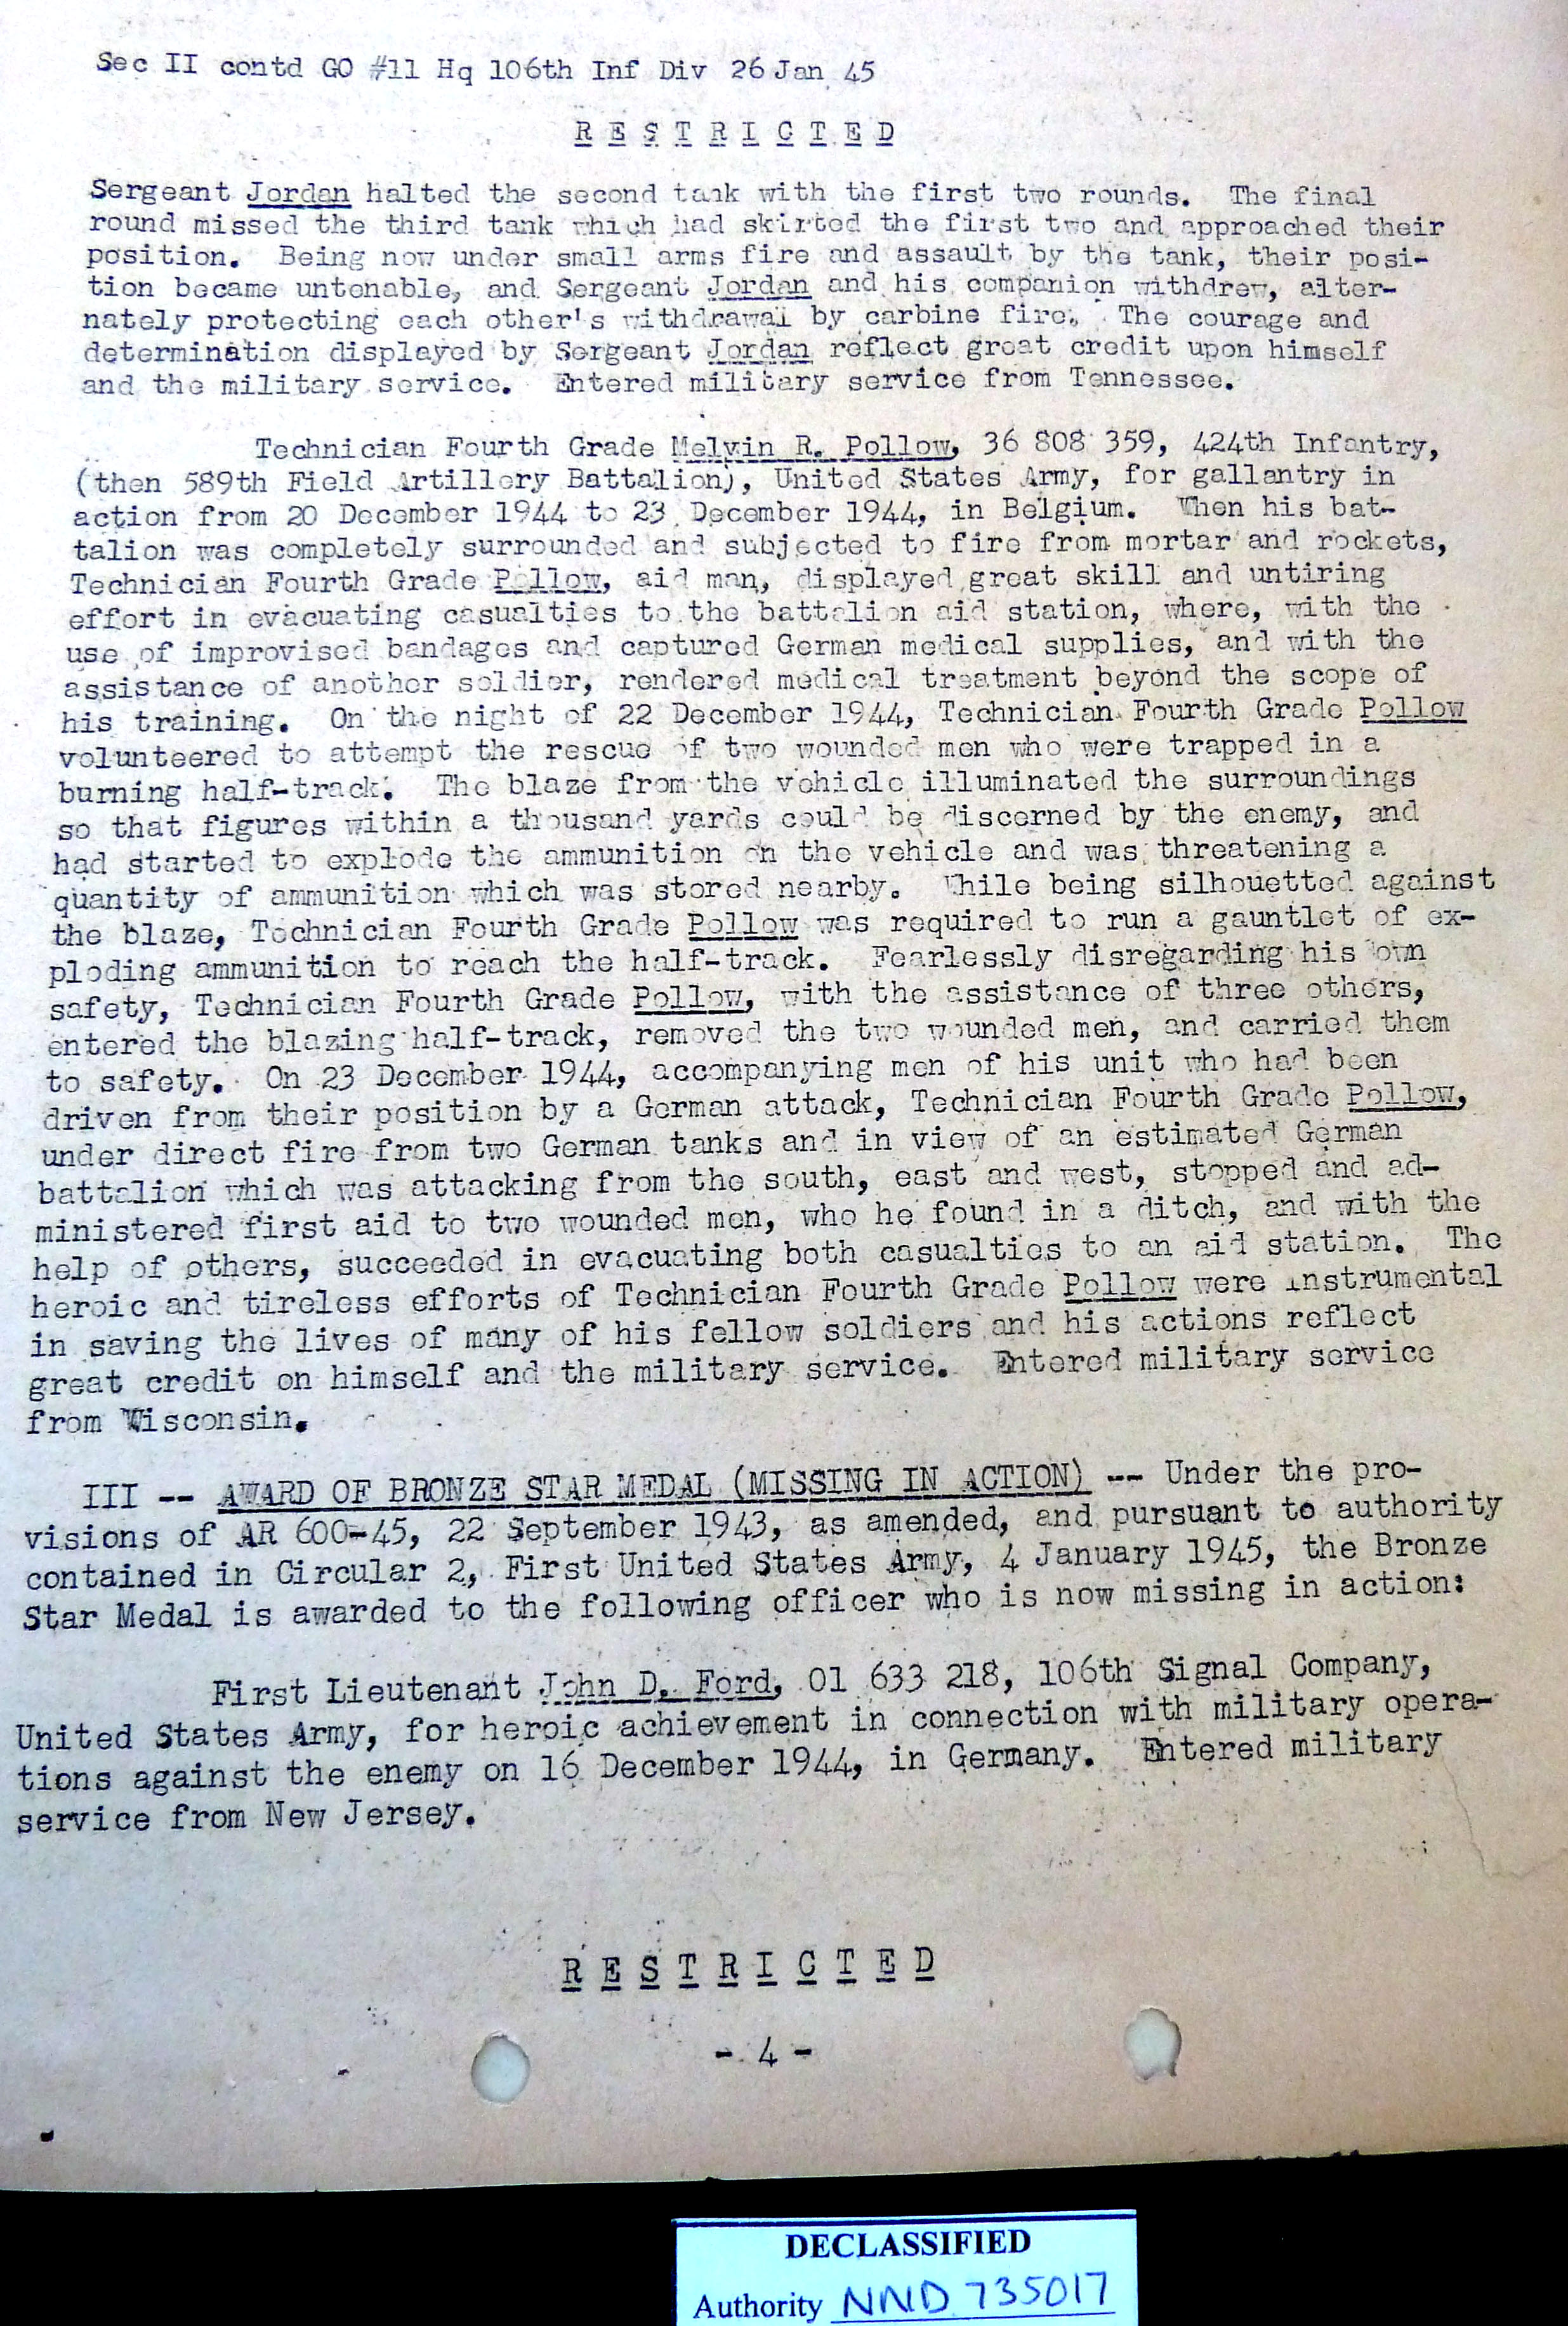 Sec II contd GO #11 Hq 106th Inf Div 26 Jan 45
R E S T R I C T E D
Sergeant Jordan halted the second tank with the first two rounds. The final
round missed the third tank which had skirted the first two and approached their
position. Being now under small arms fire and assault by the tank, their posi-
tion became untenable, and Sergeant Jordan and his companion withdrew, alter-
nately protecting each other's withdrawal by carbine fire. The courage and
determination displayed by Sergeant Jordan reflect great credit upon himself
and the military service. Entered military service from Tennessee.
Technician Fourth Grade Melvin R. Pollow, 36 808 359, 424th Infantry,
(then 589th Field Artillery Battalion), United States Army, for gallantry in
action from 20 December 1944 to 23 December 1944, in Belgium. When his bat-
talion was completely surrounded and subjected to fire from mortar and rockets,
Technician Fourth Grade Pollow, aid man, displayed great skill and untiring
effort in evacuating casualties to the battalion aid station, where, with the
use of improvised bandages and captured German medical supplies, and with the
assistance of another soldier, rendered medical treatment beyond the scope of
his training. On the night of 22 December 1944, Technician Fourth Grade Pollow
volunteered to attempt the rescue of two wounded men who were trapped in a
burning half-track. The blaze from the vehicle illuminated the surroundings
so that figures within a thousand yards could be discerned by the enemy, and
had started to explode the ammunition on the vehicle and was threatening a
quantity of ammunition which was stored nearby. While being silhouetted against
the blaze, Technician Fourth Grade Pollow was required to run a gauntlet of ex-
ploding ammunition to reach the half-track. Fearlessly disregarding his own
safety, Technician Fourth Grade Pollow, with the assistance of three others,
entered the blazing half-track, removed the two wounded men, and carried them
to safety. On 23 December 1944, accompanying men of his unit who had been
driven from their position by a German attack, Technician Fourth Grade Pollow,
under direct fire from two German tanks and in view of an estimated German
battalion which was attacking from the south, east and west, stopped and ad-
ministered first aid to two wounded men, who he found in a ditch, and with the
help of others, succeeded in evacuating both casualties to an aid station. The
heroic and tireless efforts of Technician Fourth Grade Pollow were instrumental
in saving the lives of many of his fellow soldiers and his actions reflect
great credit on himself and the military service. Entered military service
from Wisconsin.
III -- AWARD OF BRONZE STAR MEDAL (MISSING IN ACTION) -- Under the pro-
visions of AR 600-45, 22 September 1943, as amended, and pursuant to authority
contained in Circular 2, First United States Army, 4 January 1945, the Bronze
Star Medal is awarded to the following officer who is now missing in action:
First Lieutenant John D. Ford, 01 633 218, 106th Signal Company,
United States Army, for heroic achievement in connection with military opera-
tions against the enemy on 16 December 1944, in Germany. Entered military
service from New Jersey.
R E S T R I C T E D
- 4 -
DECLASSIFIED
Authority NND 735017